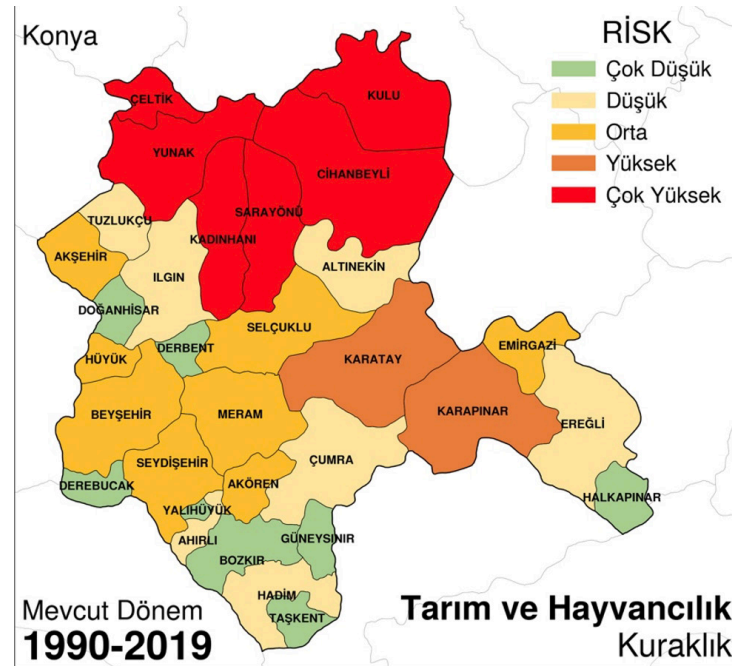 Konya
RİSK
Çok Düşük
Düşük
Orta
Yüksek
Çok Yüksek
ÇELTİK
KULU
YUNAK
CİHANBEYLİ
SARAYÖNÜ
TUZLUKÇU
KADINHANI
AKŞEHİR
ALTINEKİN
ILGIN
DOĞANHİSAR
SELÇUKLU
DERBENT
EMİRGAZİ
HÜYÜK
KARATAY
BEYŞEHİR
MERAM
KARAPINAR
EREĞLİ
ÇUMRA
SEYDİŞEHİR
DEREBUCAK
AKÖREN
HALKAPINAR
YALIHÜYÜK
AHIRLI
GÜNEYSINIR
BOZKIR
HADİM
TAŞKENT
Mevcut Dönem
1990-2019
Tarım ve Hayvancılık
Kuraklık